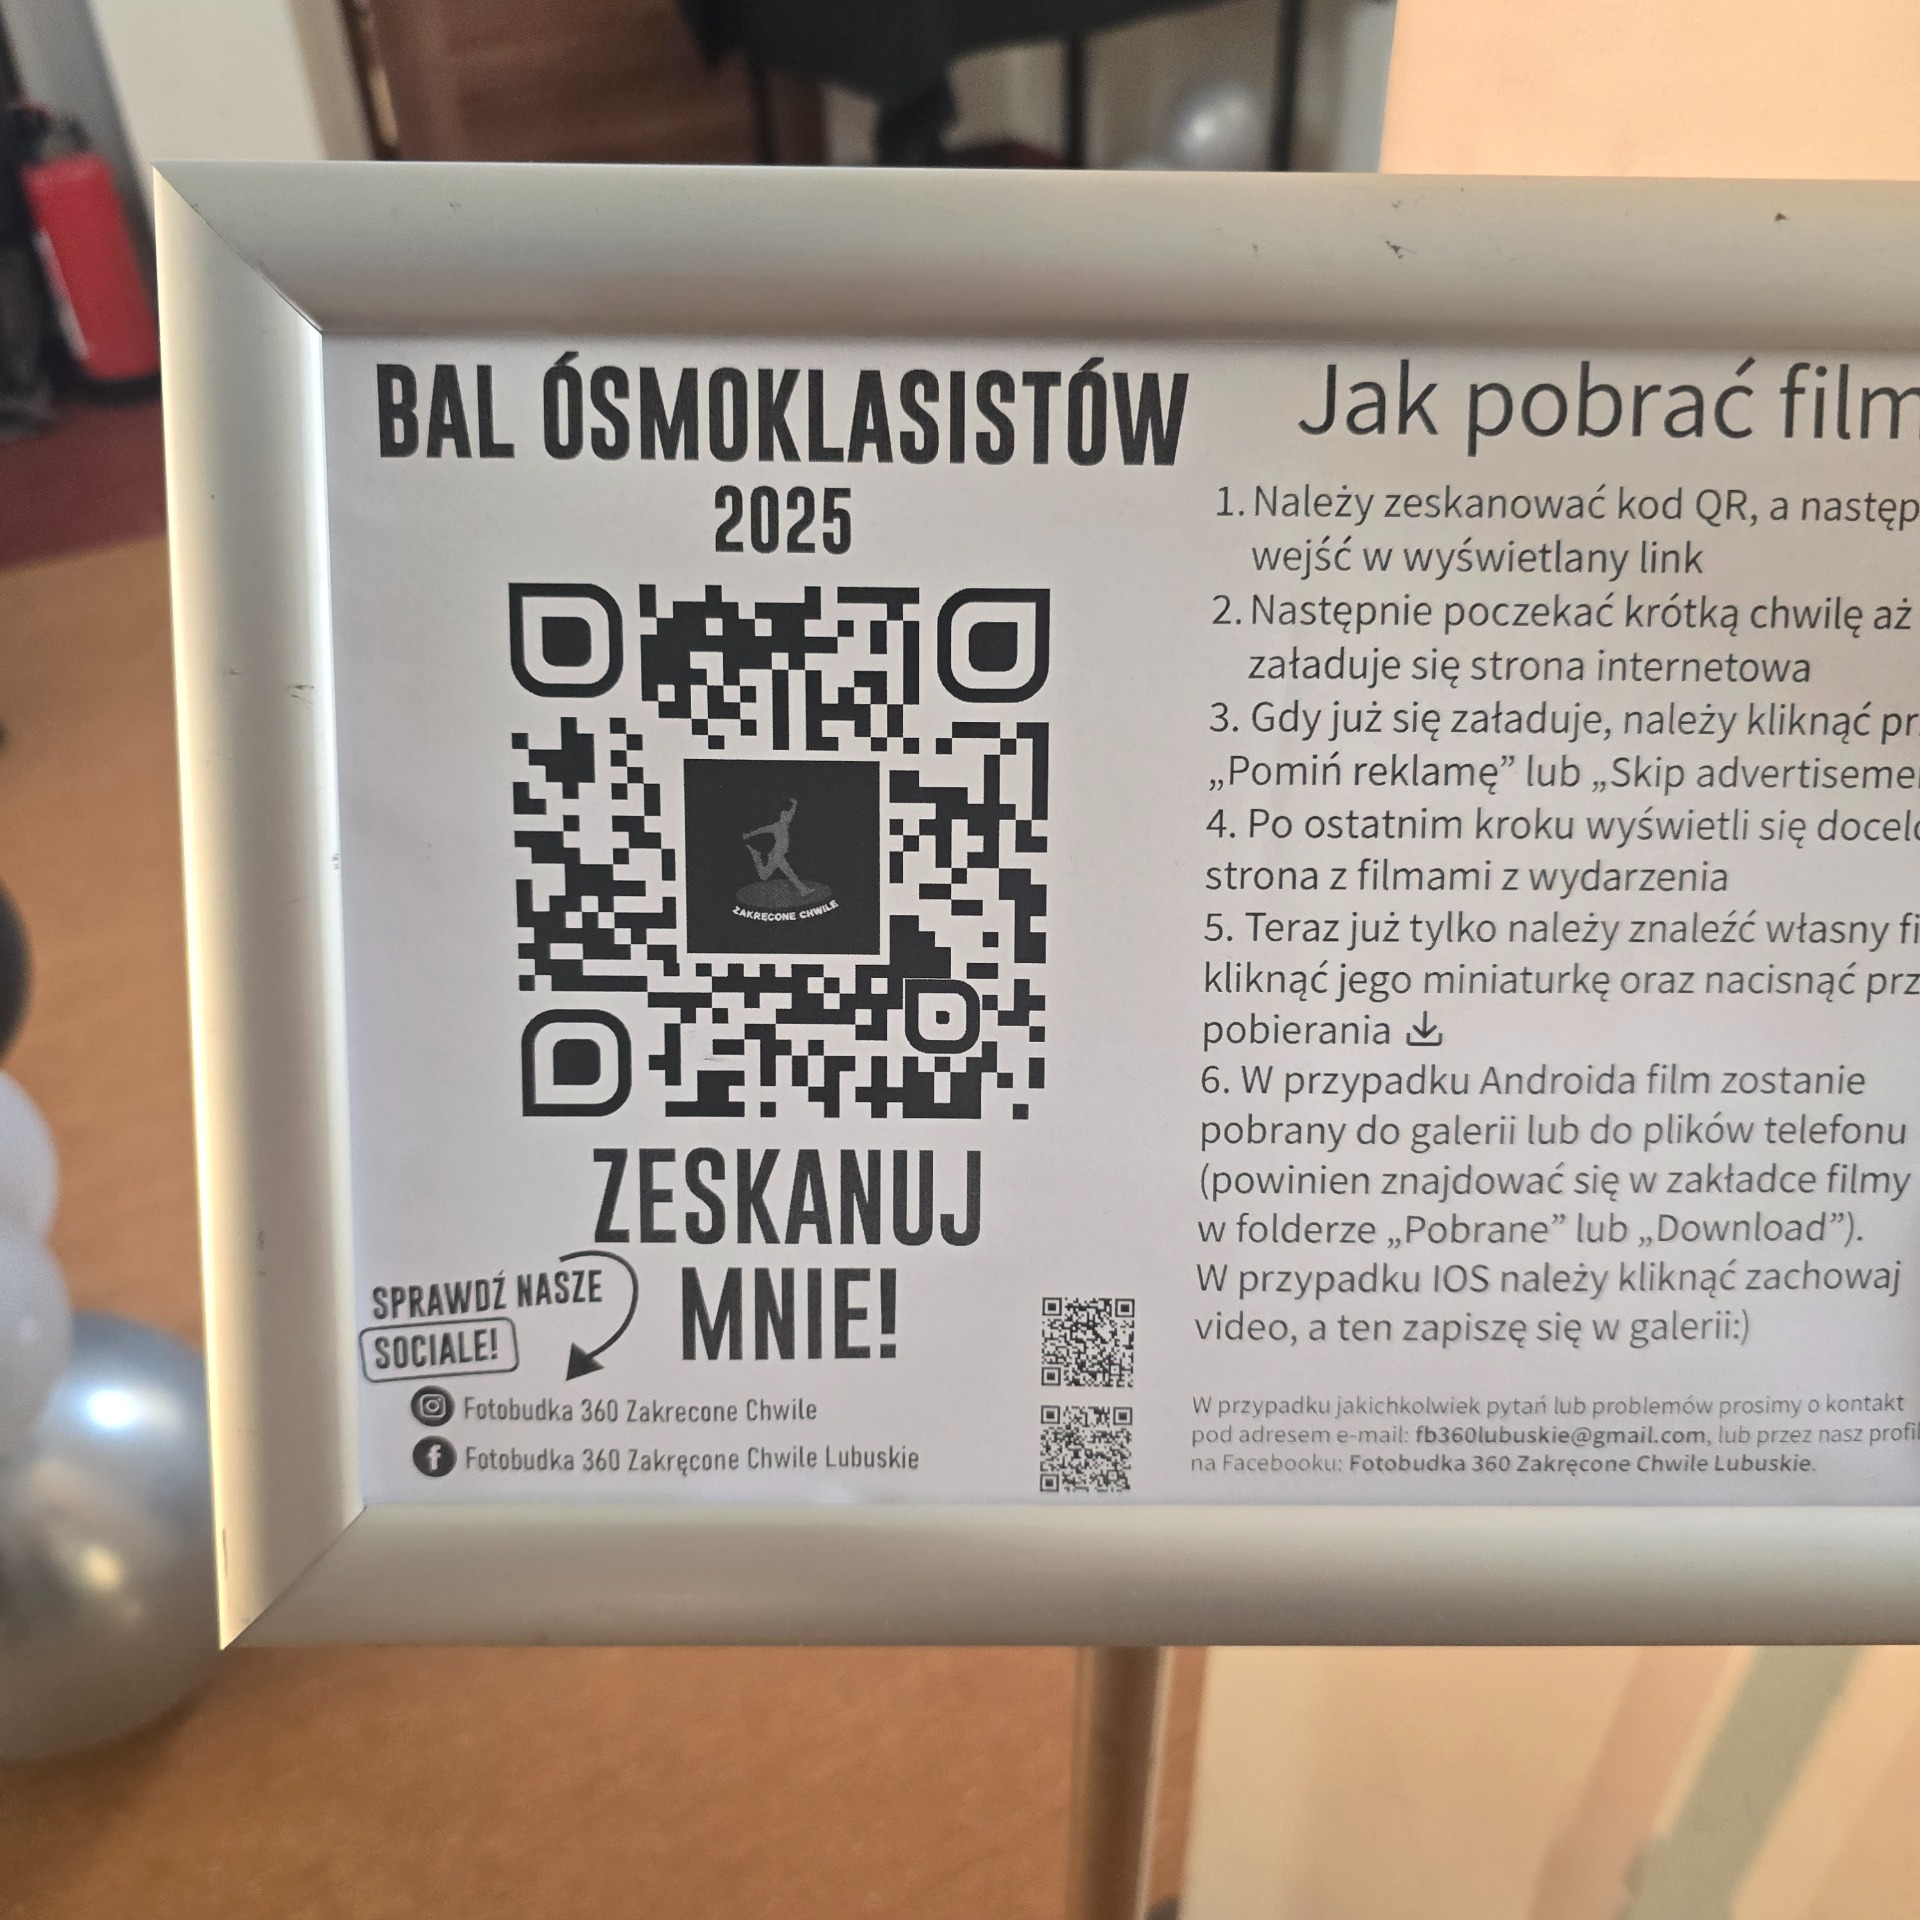 BAL ÓSMOKLASISTÓW
2025
ZAKRĘCONE CHWILE
ZESKANUJ
MNIE!
SPRAWDŹ NASZE
SOCIALE!
Fotobudka 360 Zakrecone Chwile
Fotobudka 360 Zakręcone Chwile Lubuskie
Jak pobrać film
1. Należy zeskanować kod QR, a następ
wejść w wyświetlany link
2. Następnie poczekać krótką chwilę aż
załaduje się strona internetowa
3. Gdy już się załaduje, należy kliknąć pr
„Pomiń reklamę” lub „Skip advertiseme
4. Po ostatnim kroku wyświetli się docelo
strona z filmami z wydarzenia
5. Teraz już tylko należy znaleźć własny fi
kliknąć jego miniaturkę oraz nacisnąć prz
pobierania
6. W przypadku Androida film zostanie
pobrany do galerii lub do plików telefonu
(powinien znajdować się w zakładce filmy
w folderze „Pobrane” lub „Download”).
W przypadku IOS należy kliknąć zachowaj
video, a ten zapiszę się w galerii:)
W przypadku jakichkolwiek pytań lub problemów prosimy o kontakt
pod adresem e-mail: fb360lubuskie@gmail.com, lub przez nasz profil
na Facebooku: Fotobudka 360 Zakręcone Chwile Lubuskie.